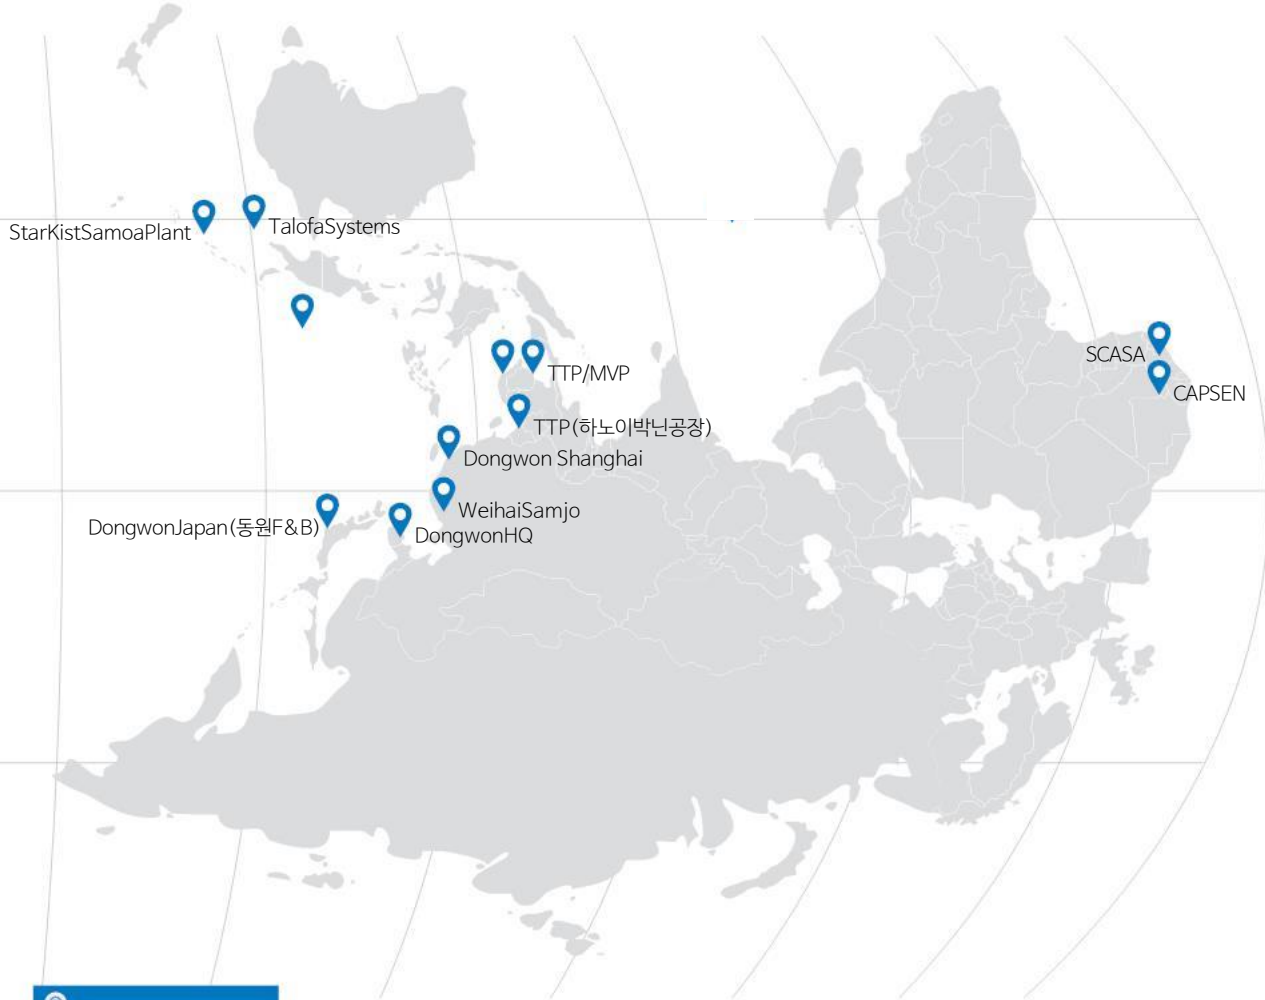 StarKistSamoaPlant
TalofaSystems
SCASA
TTP/MVP
CAPSEN
TTP(하노이박닌공장)
Dongwon Shanghai
WeihaiSamjo
DongwonJapan(동원F&B)
DongwonHQ